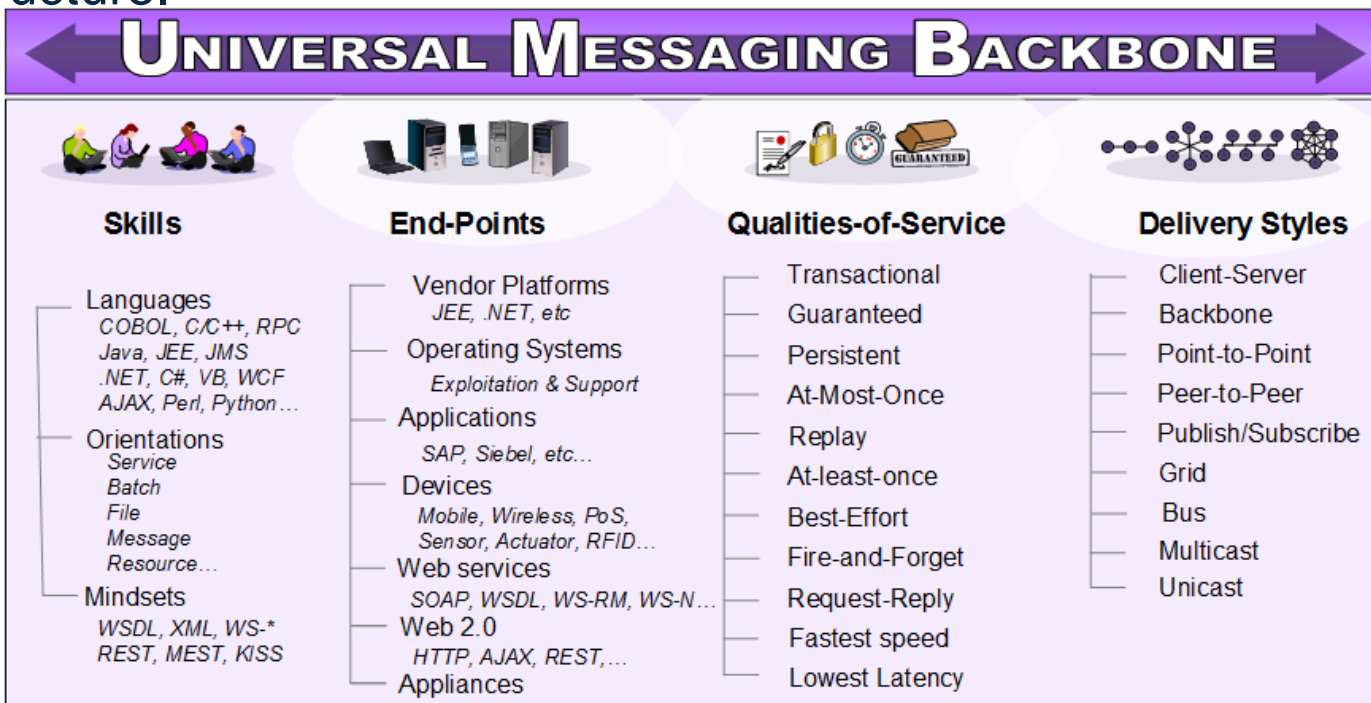 ucture.
UNIVERSAL MESSAGING BACKBONE
GUARANTEED
Skills
Languages
COBOL, C/C++, RPC
Java, JEE, JMS
.NET, C#, VB, WCF
AJAX, Perl, Python…
Orientations
Service
Batch
File
Message
Resource…
Mindsets
WSDL, XML, WS-*
REST, MEST, KISS
End-Points
Vendor Platforms
JEE, .NET, etc
Operating Systems
Exploitation & Support
Applications
SAP, Siebel, etc…
Devices
Mobile, Wireless, PoS,
Sensor, Actuator, RFID…
Web services
SOAP, WSDL, WS-RM, WS-N…
Web 2.0
HTTP, AJAX, REST,…
Appliances
Qualities-of-Service
Transactional
Guaranteed
Persistent
At-Most-Once
Replay
At-least-once
Best-Effort
Fire-and-Forget
Request-Reply
Fastest speed
Lowest Latency
Delivery Styles
Client-Server
Backbone
Point-to-Point
Peer-to-Peer
Publish/Subscribe
Grid
Bus
Multicast
Unicast